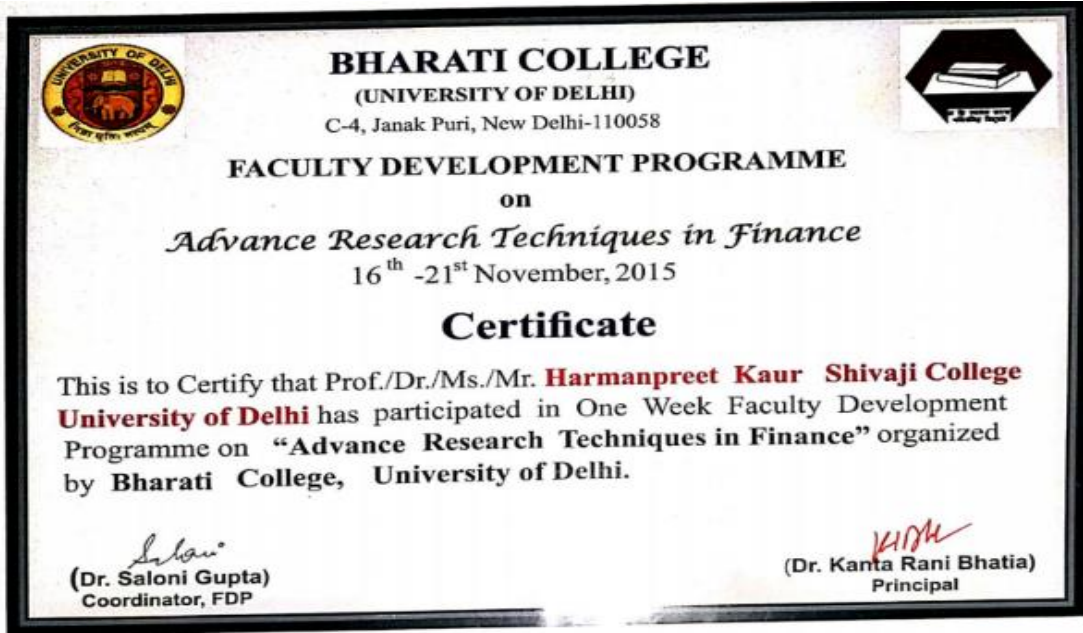 UNIVERSITY OF DELHI
BHARATI COLLEGE
(UNIVERSITY OF DELHI)
C-4, Janak Puri, New Delhi-110058
FACULTY DEVELOPMENT PROGRAMME
on
Advance Research Techniques in Finance
16th -21st November, 2015
Certificate
This is to Certify that Prof./Dr./Ms./Mr. Harmanpreet Kaur Shivaji College
University of Delhi has participated in One Week Faculty Development
Programme on "Advance Research Techniques in Finance" organized
by Bharati College, University of Delhi.
(Dr. Saloni Gupta)
Coordinator, FDP
(Dr. Kanta Rani Bhatia)
Principal